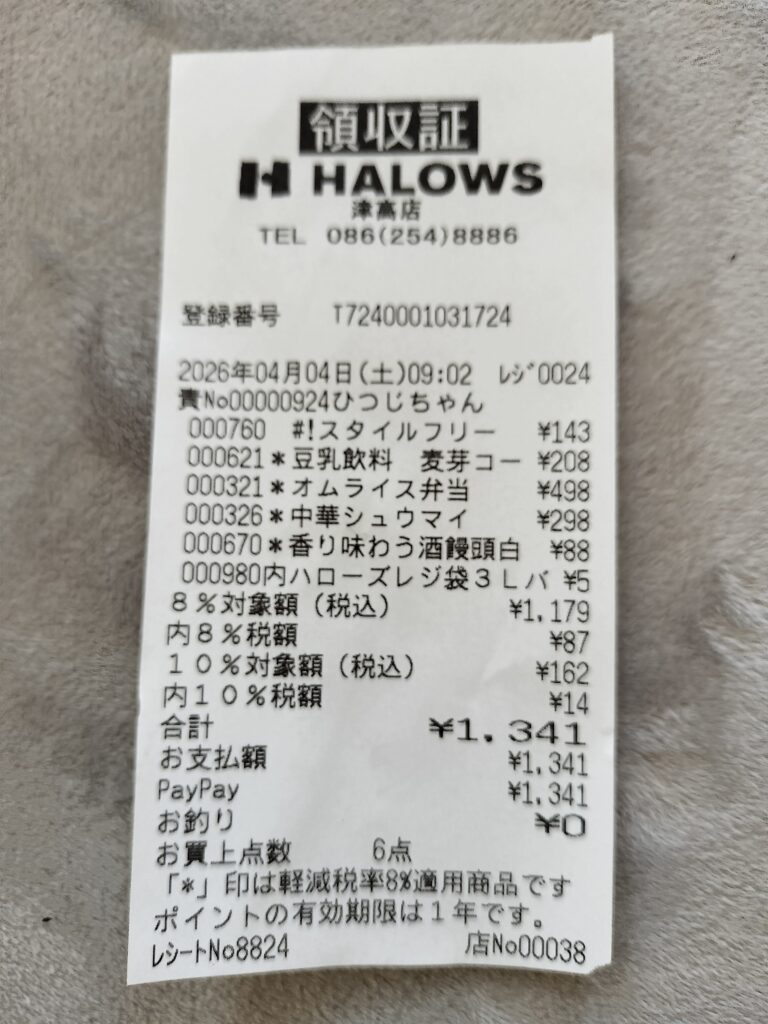 領収証
HALOWS
津高店
TEL 086(254)8886
登録番号 T7240001031724
2026年04月04日(土)09:02 ﾚｼﾞ0024
責No00000924ひつじちゃん
000760 #!スタイルフリー ¥143
000621*豆乳飲料 麦芽コー ¥208
000321*オムライス弁当 ¥498
000326*中華シュウマイ ¥298
000670*香り味わう酒饅頭白 ¥88
000980内ハローズレジ袋3Lバ ¥5
8%対象額(税込) ¥1,179
内8%税額 ¥87
10%対象額(税込) ¥162
内10%税額 ¥14
合計 ¥1,341
お支払額 ¥1,341
PayPay ¥1,341
お釣り ¥0
お買上点数 6点
「*」印は軽減税率8%適用商品です
ポイントの有効期限は1年です。
ﾚｼｰﾄNo8824 店No00038